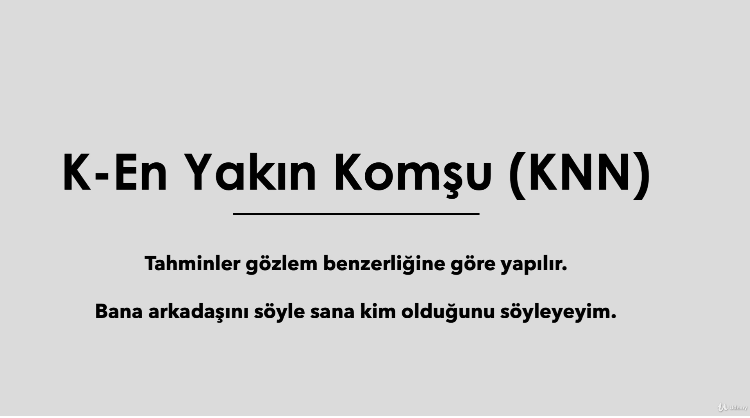 K-En Yakın Komşu (KNN)
Tahminler gözlem benzerliğine göre yapılır.
Bana arkadaşını söyle sana kim olduğunu söyleyeyim.